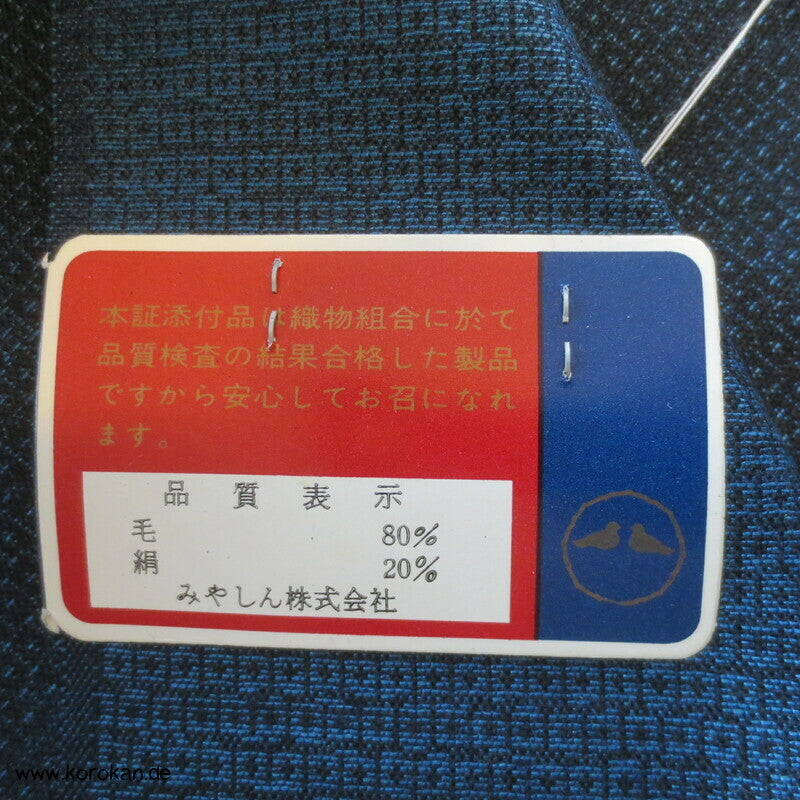 本証添付品は織物組合に於て
品質検査の結果合格した製品
ですから安心してお召になれ
ます。
品質表示
毛 80%
絹 20%
みやしん株式会社
www.korokan.de